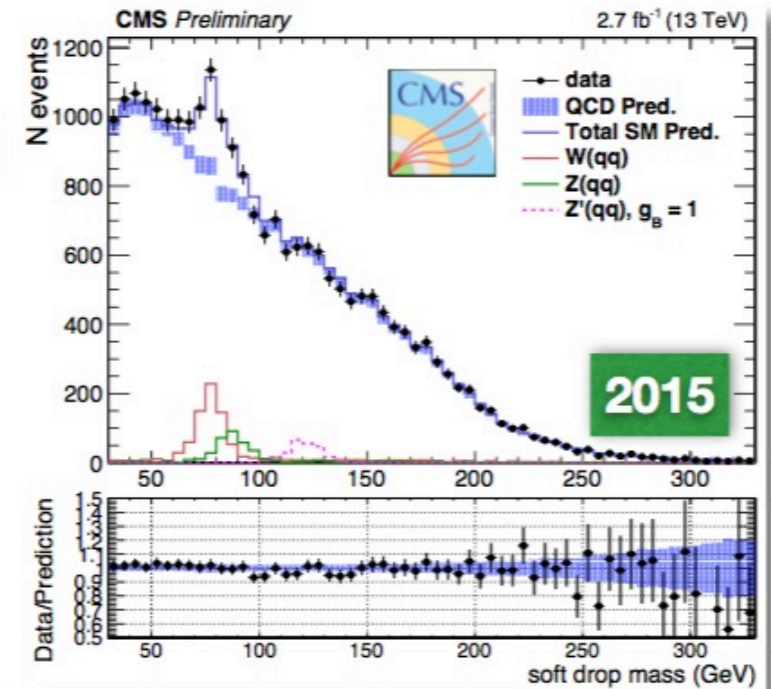 CMS Preliminary 2.7 fb⁻¹ (13 TeV)
N events
1200
1000
800
600
400
200
0
CMS
data
QCD Pred.
Total SM Pred.
W(qq)
Z(qq)
Z'(qq), g_B = 1
2015
50 100 150 200 250 300
Data/Prediction
1.5
1.4
1.3
1.2
1.1
0.9
0.8
0.7
0.6
0.5
50 100 150 200 250 300
soft drop mass (GeV)